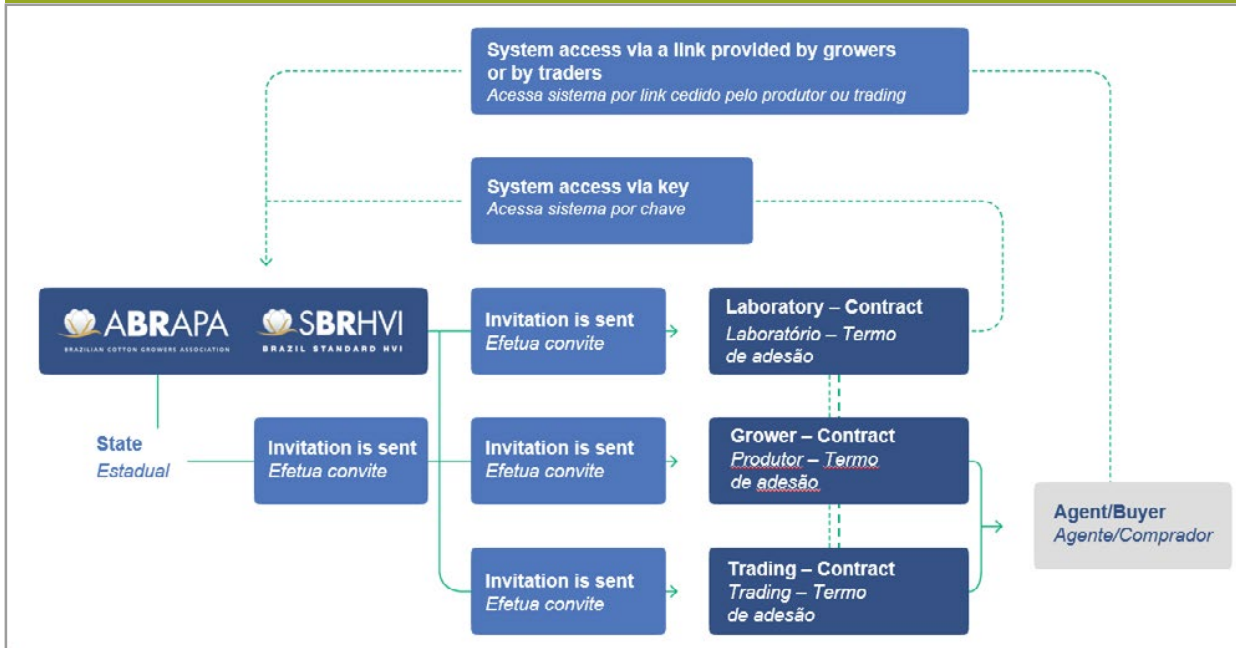 System access via a link provided by growers
or by traders
Acessa sistema por link cedido pelo produtor ou trading
System access via key
Acessa sistema por chave
ABRAPA
BRAZILIAN COTTON GROWERS ASSOCIATION
SBRHVI
BRAZIL STANDARD HVI
Invitation is sent
Efetua convite
Laboratory – Contract
Laboratório – Termo
de adesão
State
Estadual
Invitation is sent
Efetua convite
Invitation is sent
Efetua convite
Grower – Contract
Produtor – Termo
de adesão
Agent/Buyer
Agente/Comprador
Invitation is sent
Efetua convite
Trading – Contract
Trading – Termo
de adesão